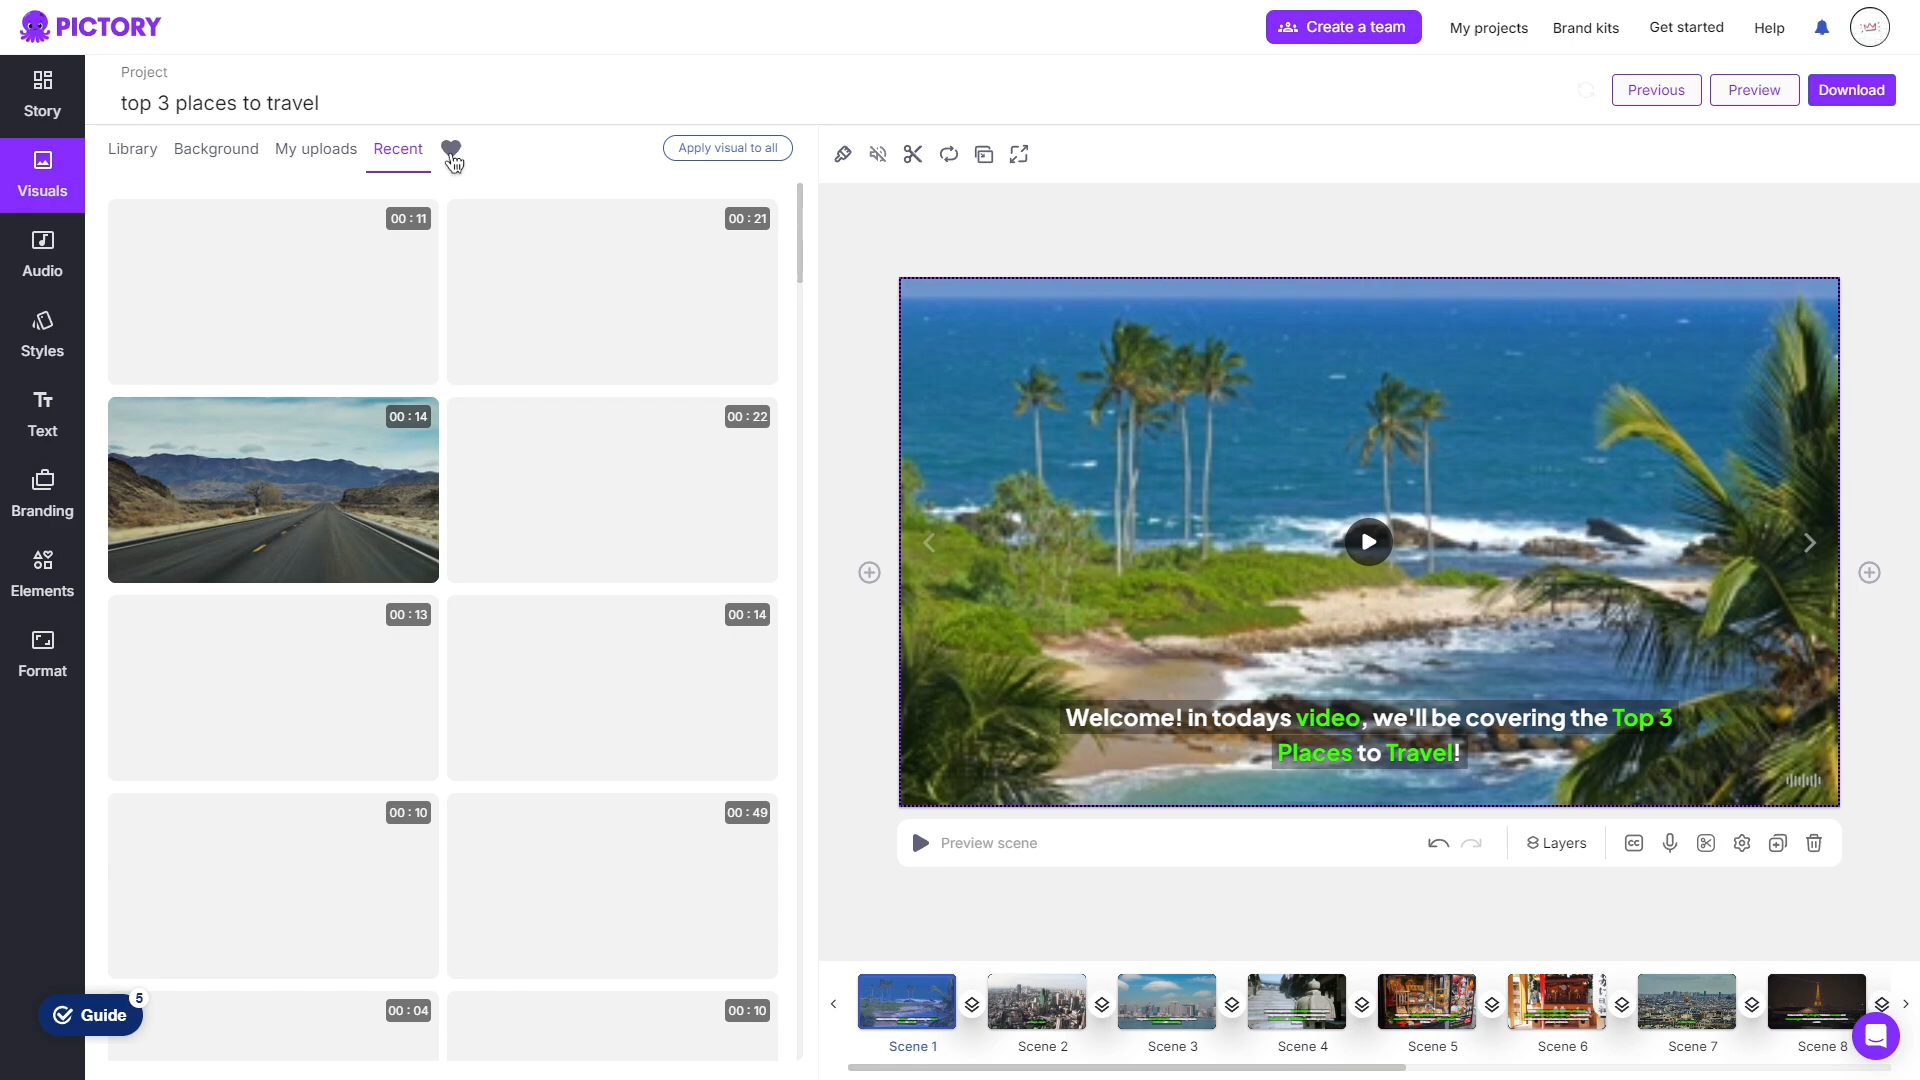 PICTORY
Create a team
My projects
Brand kits
Get started
Help
Project
top 3 places to travel
Previous
Preview
Download
Story
Visuals
Audio
Styles
Text
Branding
Elements
Format
Library
Background
My uploads
Recent
Apply visual to all
00 : 11
00 : 21
00 : 14
00 : 22
00 : 13
00 : 14
00 : 10
00 : 49
00 : 04
00 : 10
Guide
5
Welcome! in todays video, we'll be covering the Top 3
Places to Travel!
Preview scene
Layers
CC
Scene 1
Scene 2
Scene 3
Scene 4
Scene 5
Scene 6
Scene 7
Scene 8